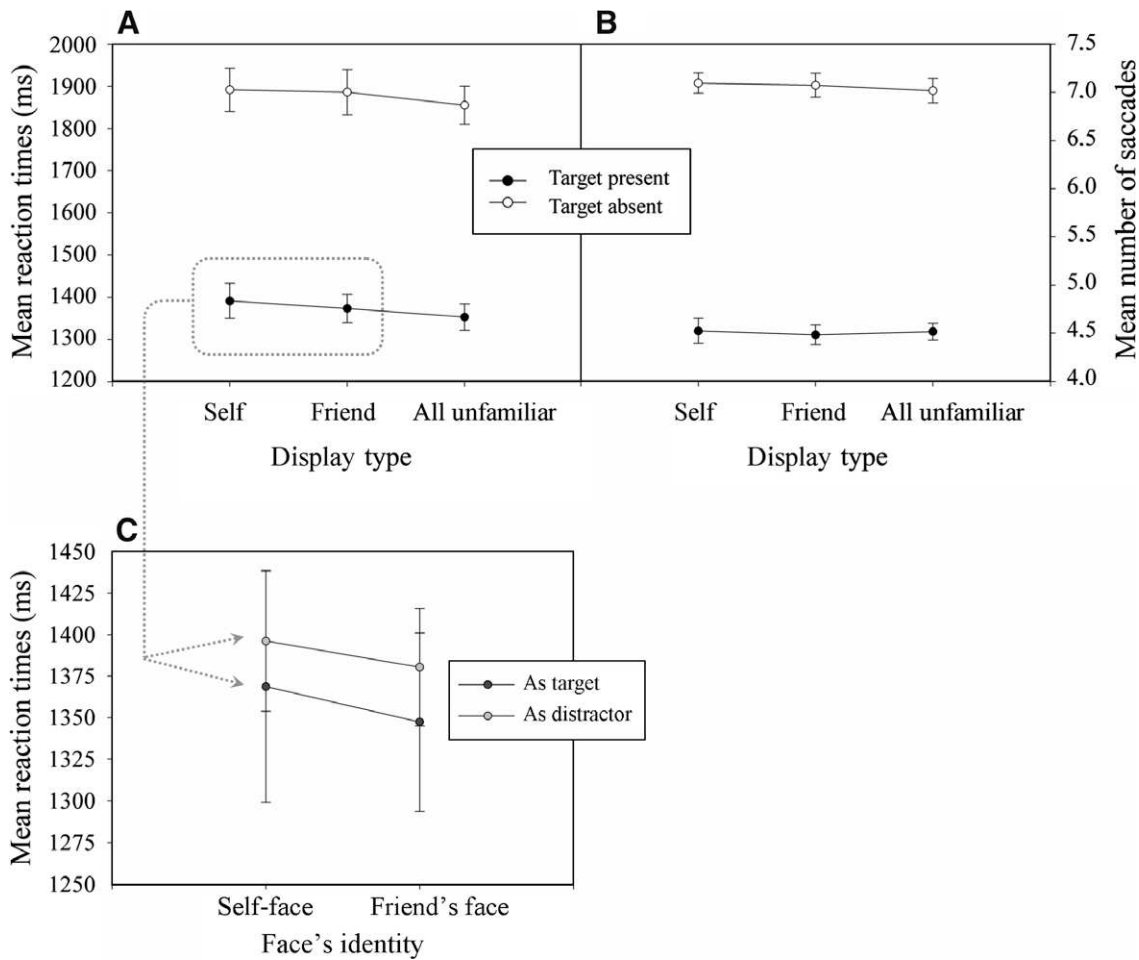 A
B
Mean reaction times (ms)
2000
1900
1800
1700
1600
1500
1400
1300
1200
Self
Friend
All unfamiliar
Display type
Target present
Target absent
7.5
7.0
6.5
6.0
5.5
5.0
4.5
4.0
Mean number of saccades
Self
Friend
All unfamiliar
Display type
C
Mean reaction times (ms)
1450
1425
1400
1375
1350
1325
1300
1275
1250
As target
As distractor
Self-face
Friend's face
Face's identity